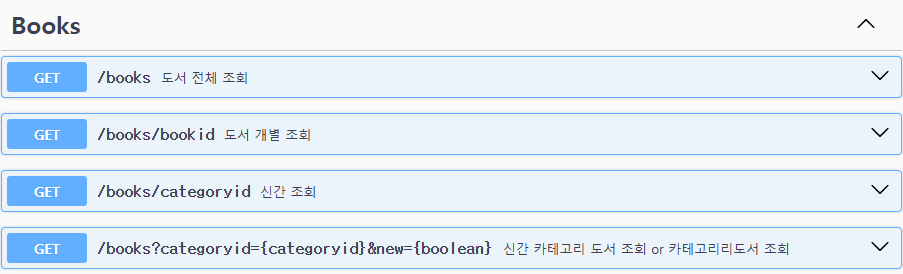 Books
GET /books 도서 전체 조회
GET /books/bookid 도서 개별 조회
GET /books/categoryid 신간 조회
GET /books?categoryid={categoryid}&new={boolean} 신간 카테고리 도서 조회 or 카테고리리도서 조회